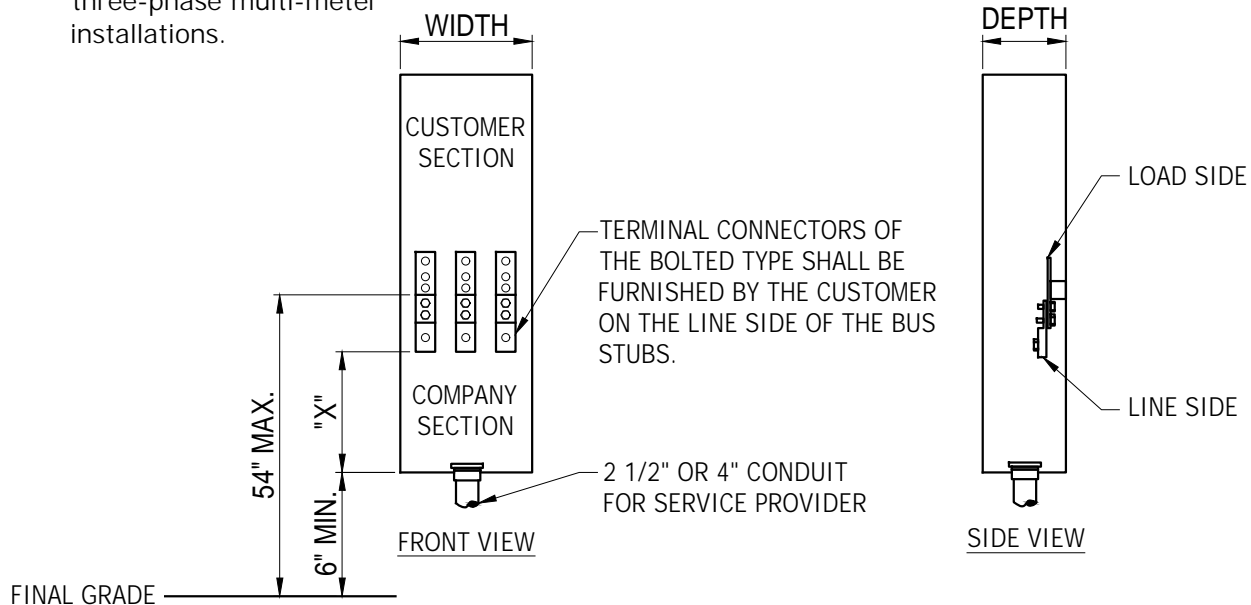 three-phase multi-meter
installations.
WIDTH
DEPTH
CUSTOMER
SECTION
LOAD SIDE
TERMINAL CONNECTORS OF
THE BOLTED TYPE SHALL BE
FURNISHED BY THE CUSTOMER
ON THE LINE SIDE OF THE BUS
STUBS.
54" MAX.
"X"
COMPANY
SECTION
LINE SIDE
6" MIN.
2 1/2" OR 4" CONDUIT
FOR SERVICE PROVIDER
FRONT VIEW
SIDE VIEW
FINAL GRADE